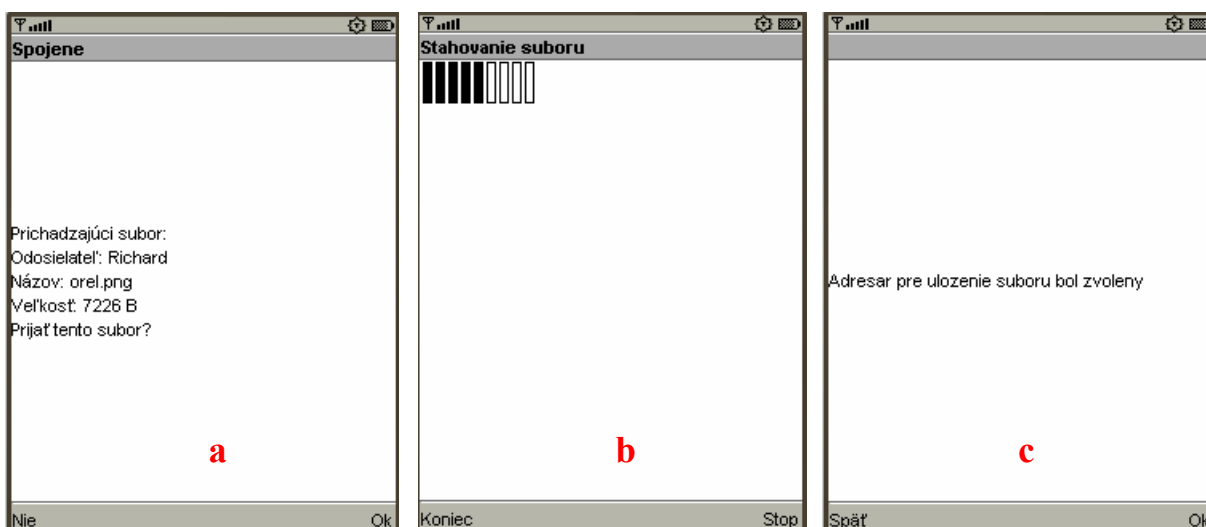 Spojene
Prichadzajúci subor:
Odosielateľ: Richard
Názov: orel.png
Veľkosť: 7226 B
Prijať tento subor?
a
Nie
Ok
Stahovanie suboru
b
Koniec
Stop
Adresar pre ulozenie suboru bol zvoleny
c
Späť
Ok